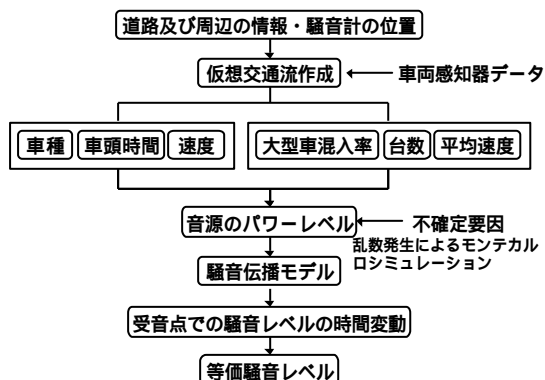 道路及び周辺の情報・騒音計の位置
仮想交通流作成
車両感知器データ
車種
車頭時間
速度
大型車混入率
台数
平均速度
音源のパワーレベル
不確定要因
乱数発生によるモンテカル
ロシミュレーション
騒音伝播モデル
受音点での騒音レベルの時間変動
等価騒音レベル